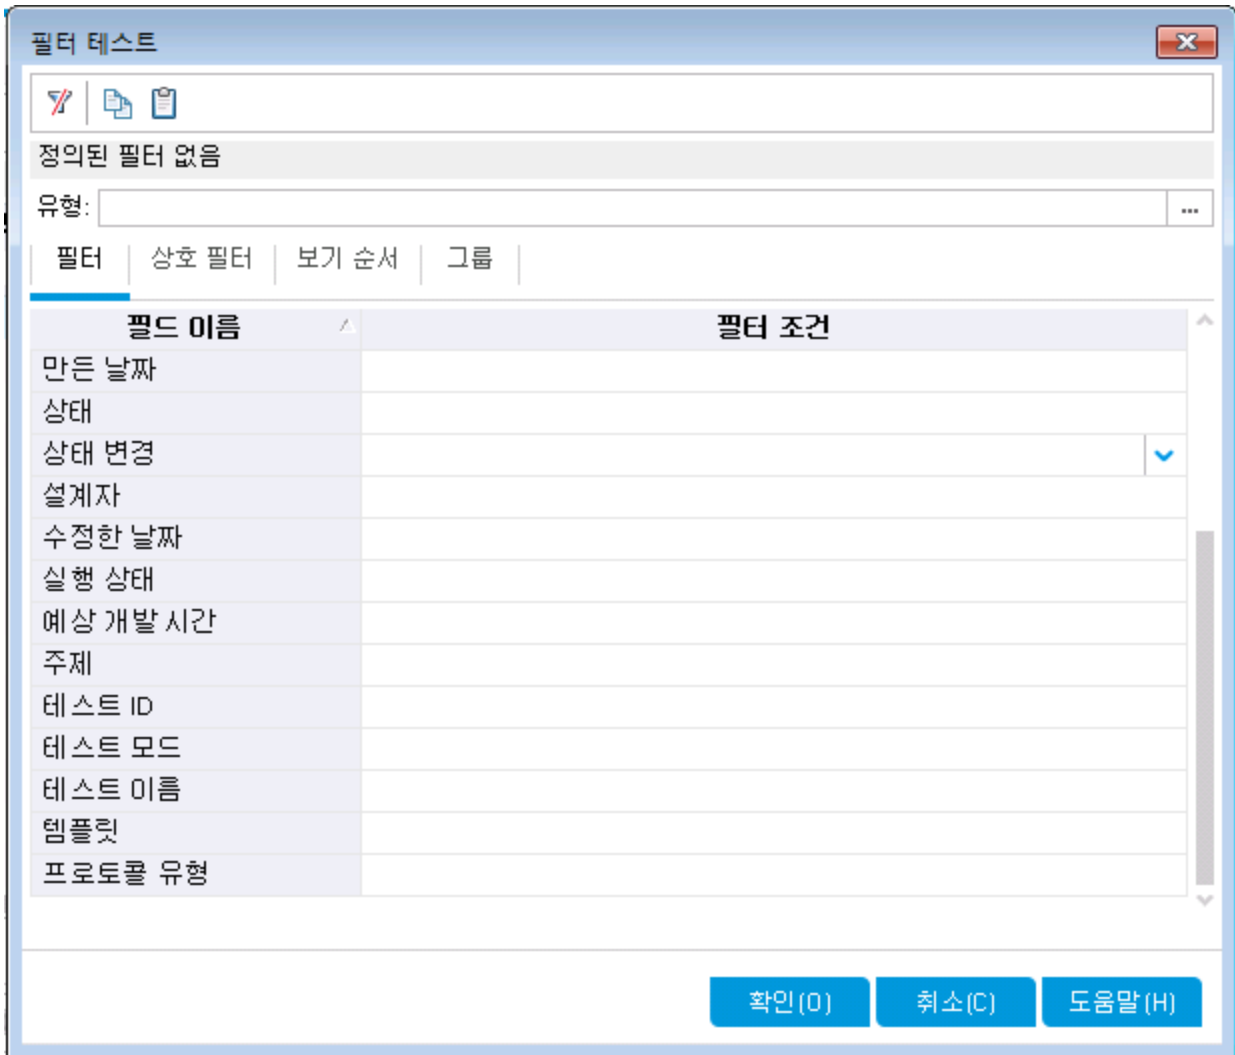 필터 테스트
정의된 필터 없음
유형: ...
필터 상호 필터 보기 순서 그룹
필드 이름 필터 조건
만든 날짜
상태
상태 변경
설계자
수정한 날짜
실행 상태
예상 개발 시간
주제
테스트 ID
테스트 모드
테스트 이름
템플릿
프로토콜 유형
확인(O) 취소(C) 도움말(H)